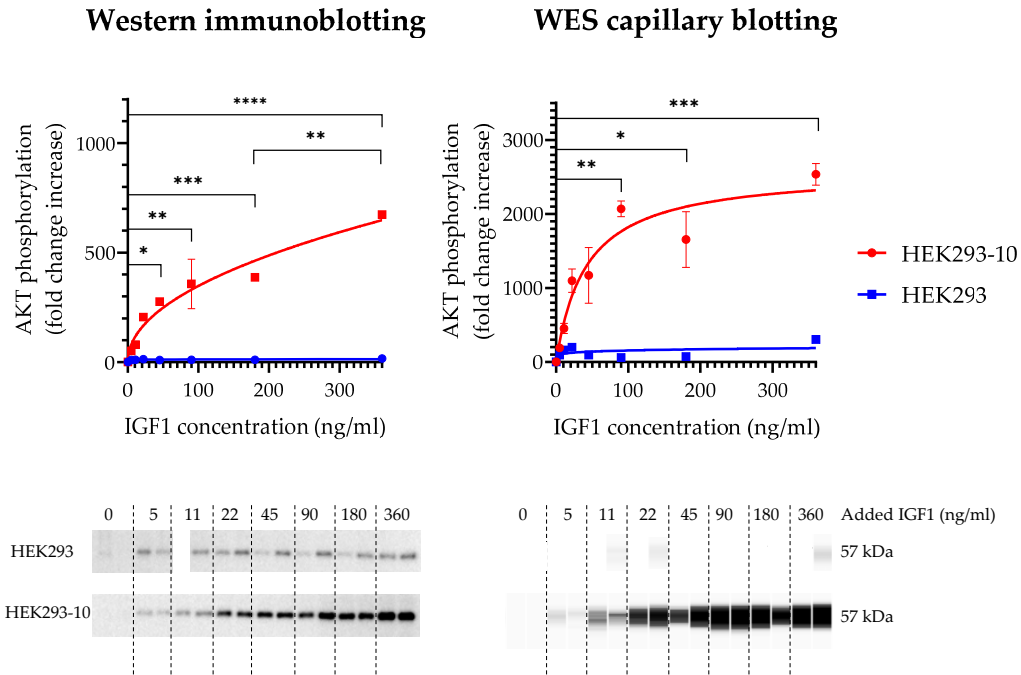 Western immunoblotting
WES capillary blotting
AKT phosphorylation
(fold change increase)
1000
500
0
****
**
***
**
*
0
100
200
300
IGF1 concentration (ng/ml)
AKT phosphorylation
(fold change increase)
3000
2000
1000
0
***
*
**
0
100
200
300
IGF1 concentration (ng/ml)
HEK293-10
HEK293
0 5 11 22 45 90 180 360
HEK293
HEK293-10
0 5 11 22 45 90 180 360 Added IGF1 (ng/ml)
57 kDa
57 kDa